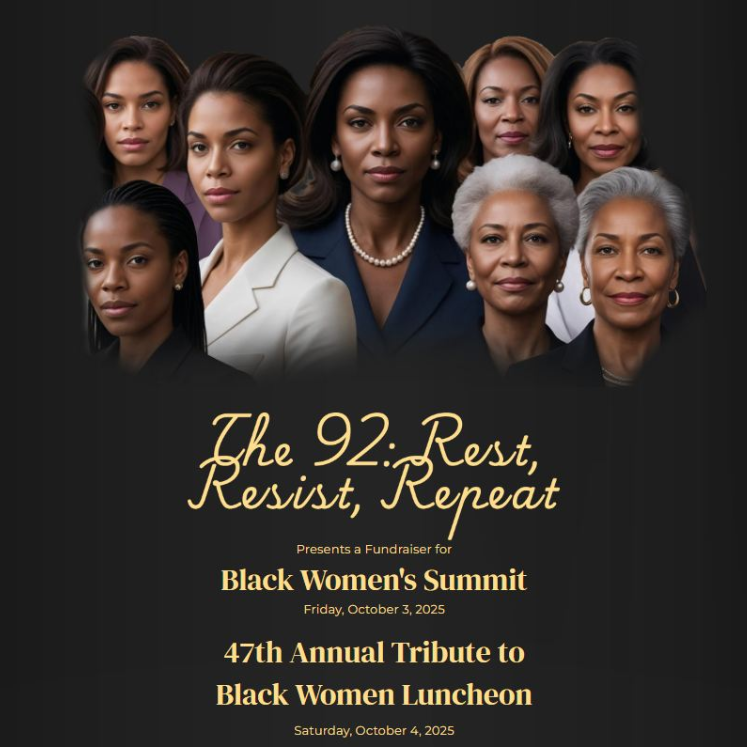 The 92: Rest,
Resist, Repeat
Presents a Fundraiser for
Black Women's Summit
Friday, October 3, 2025
47th Annual Tribute to
Black Women Luncheon
Saturday, October 4, 2025